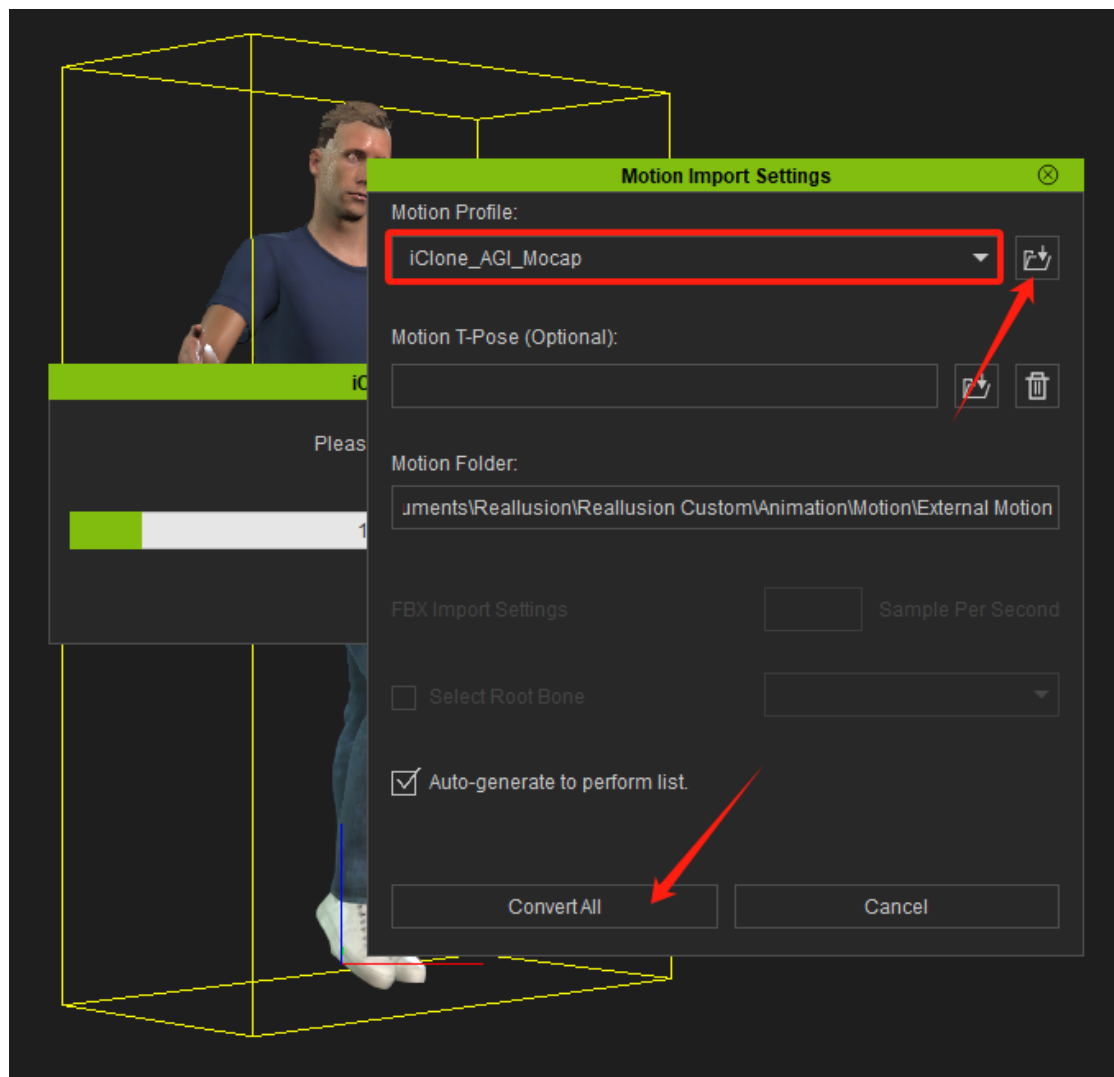 Motion Import Settings
Motion Profile:
iClone_AGI_Mocap
Motion T-Pose (Optional):
iC
Pleas
Motion Folder:
uments\Reallusion\Reallusion Custom\Animation\Motion\External Motion
1
FBX Import Settings
Sample Per Second
Select Root Bone
Auto-generate to perform list.
Convert All
Cancel